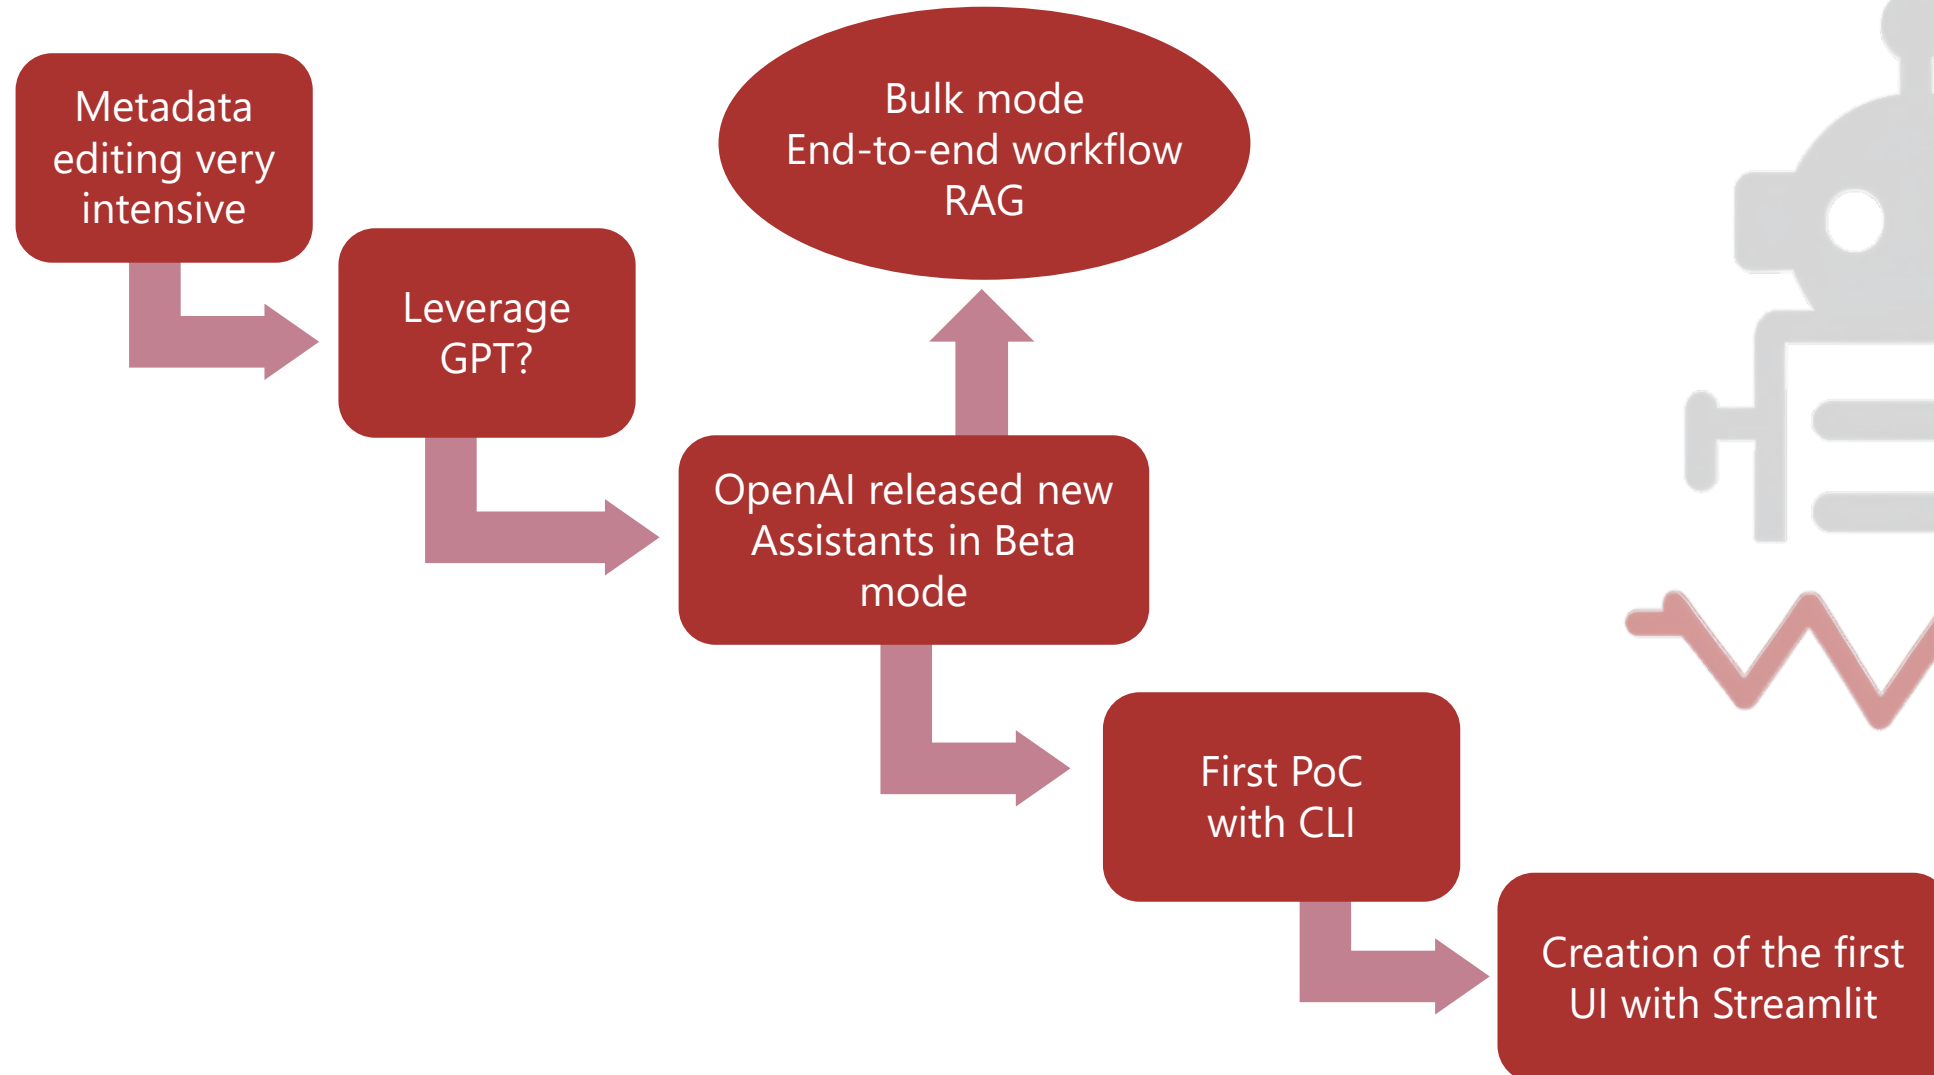 Metadata
editing very
intensive
Bulk mode
End-to-end workflow
RAG
Leverage
GPT?
OpenAI released new
Assistants in Beta
mode
First PoC
with CLI
Creation of the first
UI with Streamlit